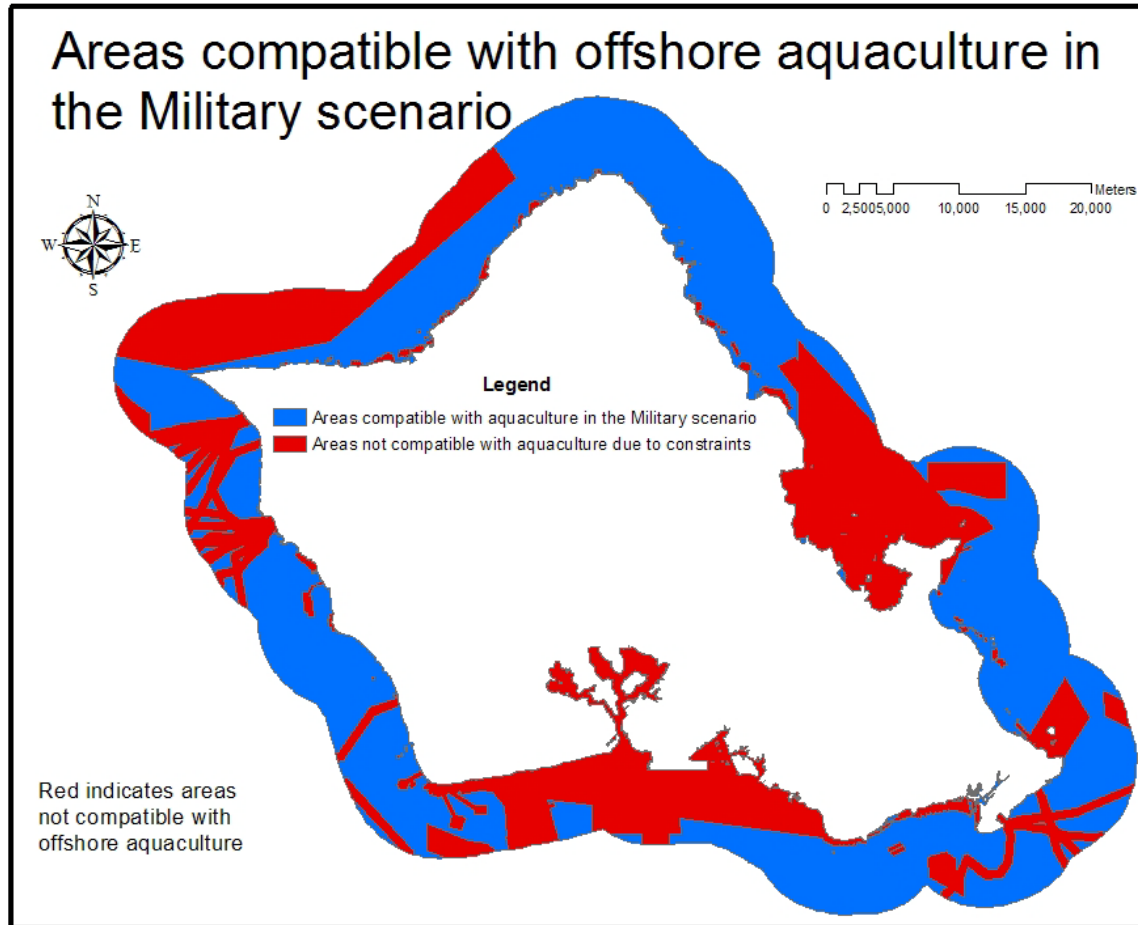 Areas compatible with offshore aquaculture in
the Military scenario
N
W E
S
Meters
0 2,5005,000 10,000 15,000 20,000
Legend
Areas compatible with aquaculture in the Military scenario
Areas not compatible with aquaculture due to constraints
Red indicates areas
not compatible with
offshore aquaculture